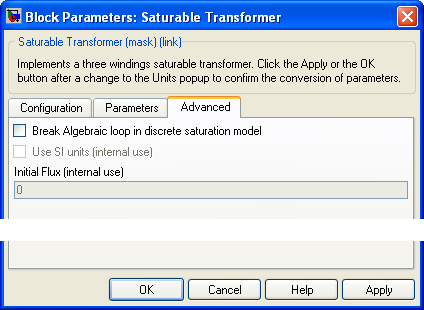 Block Parameters: Saturable Transformer
Saturable Transformer (mask) (link)
Implements a three windings saturable transformer. Click the Apply or the OK
button after a change to the Units popup to confirm the conversion of parameters.
Configuration Parameters Advanced
Break Algebraic loop in discrete saturation model
Use SI units (internal use)
Initial Flux (internal use)
0
OK Cancel Help Apply